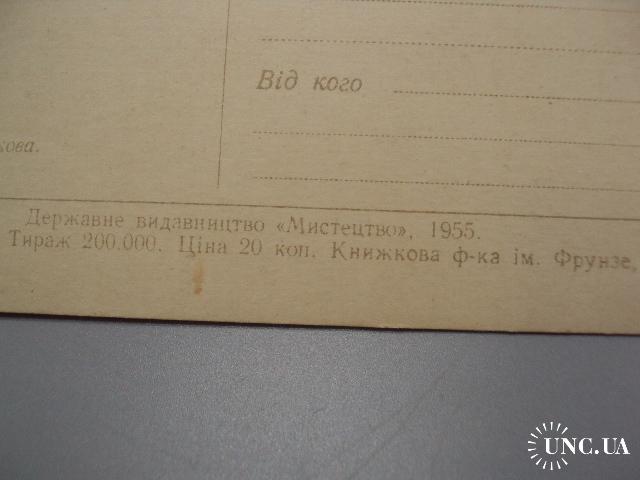 Від кого
кова.
Державне видавництво «Мистецтво», 1955.
Тираж 200.000. Ціна 20 коп. Книжкова ф-ка ім. Фрунзе,
UNC.UA